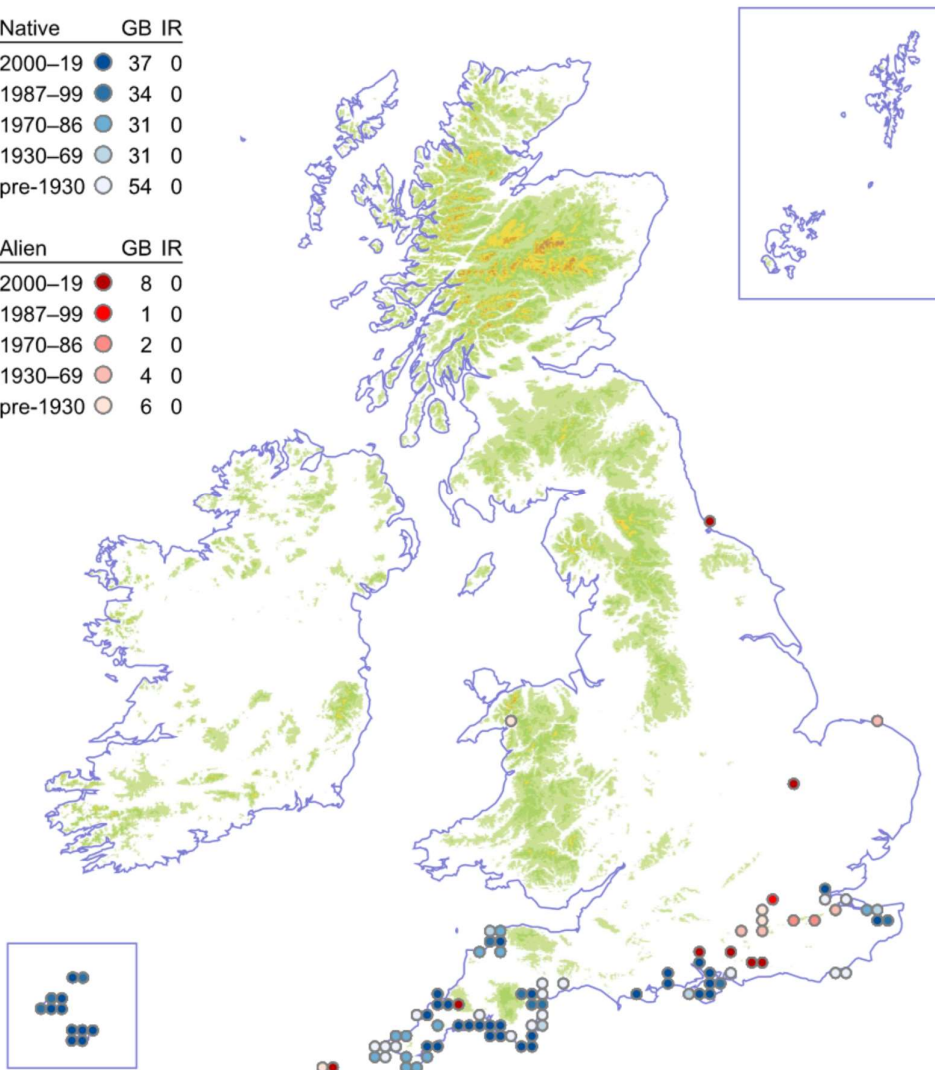 Native GB IR
2000–19 37 0
1987–99 34 0
1970–86 31 0
1930–69 31 0
pre-1930 54 0
Alien GB IR
2000–19 8 0
1987–99 1 0
1970–86 2 0
1930–69 4 0
pre-1930 6 0